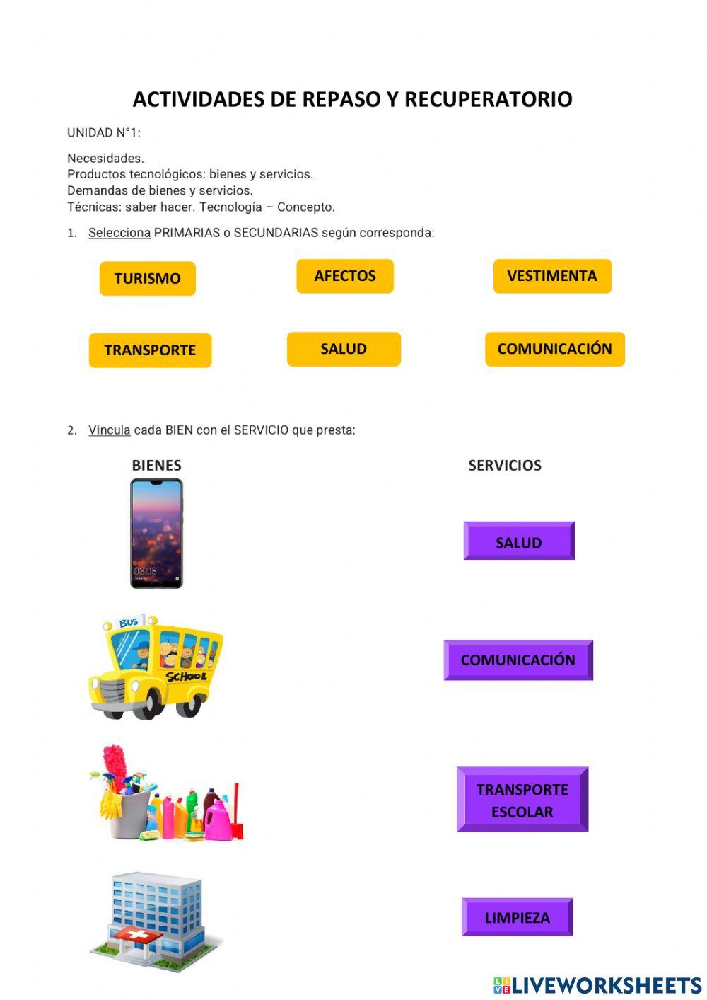 ACTIVIDADES DE REPASO Y RECUPERATORIO
UNIDAD N°1:
Necesidades.
Productos tecnológicos: bienes y servicios.
Demandas de bienes y servicios.
Técnicas: saber hacer. Tecnología – Concepto.
1. Selecciona PRIMARIAS o SECUNDARIAS según corresponda:
TURISMO AFECTOS VESTIMENTA
TRANSPORTE SALUD COMUNICACIÓN
2. Vincula cada BIEN con el SERVICIO que presta:
BIENES SERVICIOS
SALUD
08:08
BUS
COMUNICACIÓN
SCHOOL
TRANSPORTE
ESCOLAR
LIMPIEZA
LIVE LIVEWORKSHEETS